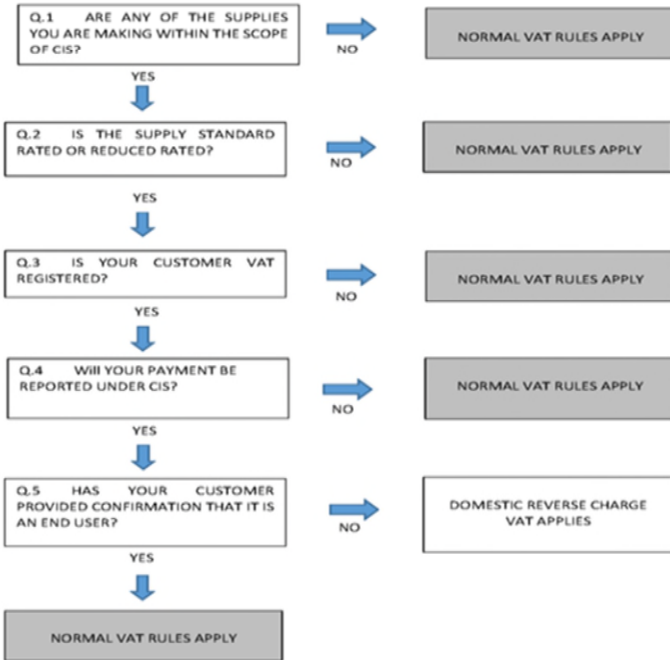 Q.1 ARE ANY OF THE SUPPLIES
YOU ARE MAKING WITHIN THE SCOPE
OF CIS?
NO
NORMAL VAT RULES APPLY
YES
Q.2 IS THE SUPPLY STANDARD
RATED OR REDUCED RATED?
NO
NORMAL VAT RULES APPLY
YES
Q.3 IS YOUR CUSTOMER VAT
REGISTERED?
NO
NORMAL VAT RULES APPLY
YES
Q.4 Will YOUR PAYMENT BE
REPORTED UNDER CIS?
NO
NORMAL VAT RULES APPLY
YES
Q.5 HAS YOUR CUSTOMER
PROVIDED CONFIRMATION THAT IT IS
AN END USER?
NO
DOMESTIC REVERSE CHARGE
VAT APPLIES
YES
NORMAL VAT RULES APPLY